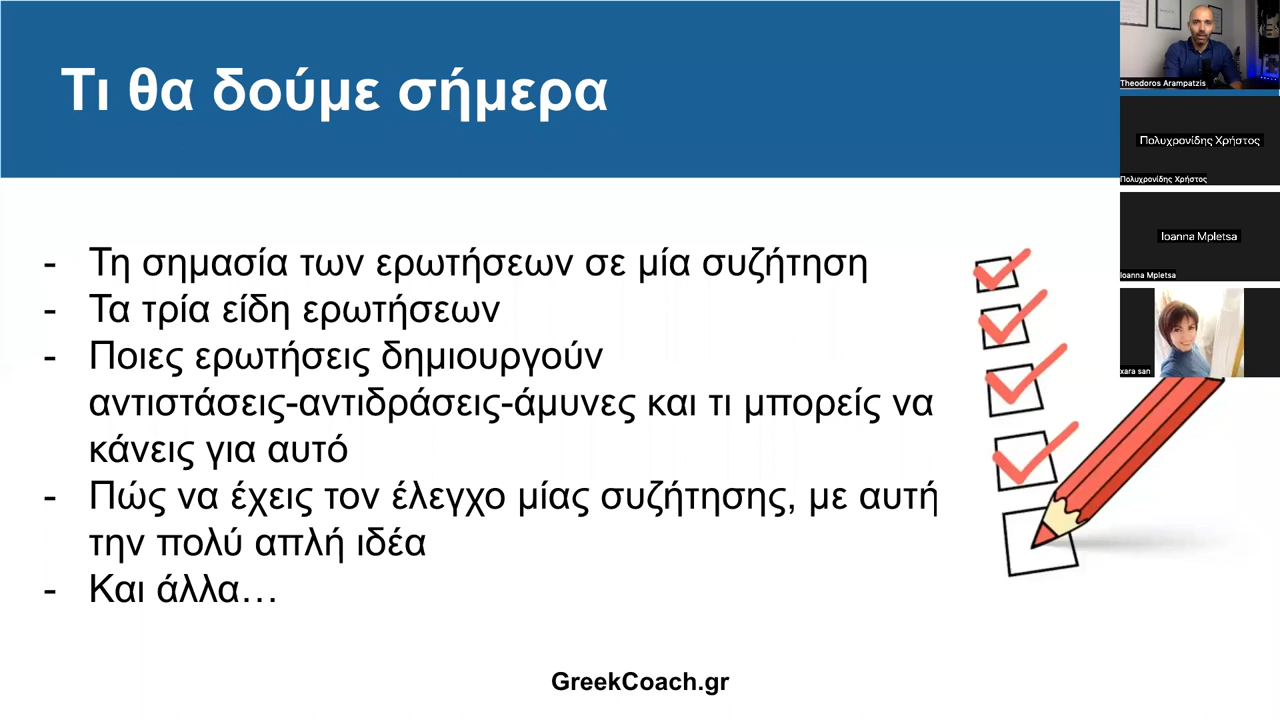 Τι θα δούμε σήμερα
- Τη σημασία των ερωτήσεων σε μία συζήτηση
- Τα τρία είδη ερωτήσεων
- Ποιες ερωτήσεις δημιουργούν
αντιστάσεις-αντιδράσεις-άμυνες και τι μπορείς να
κάνεις για αυτό
- Πώς να έχεις τον έλεγχο μίας συζήτησης, με αυτή
την πολύ απλή ιδέα
- Και άλλα…
GreekCoach.gr
Theodoros Arampatzis
Πολυχρονίδης Χρήστος
Πολυχρονίδης Χρήστος
Ioanna Mpletsa
Ioanna Mpletsa
xara san